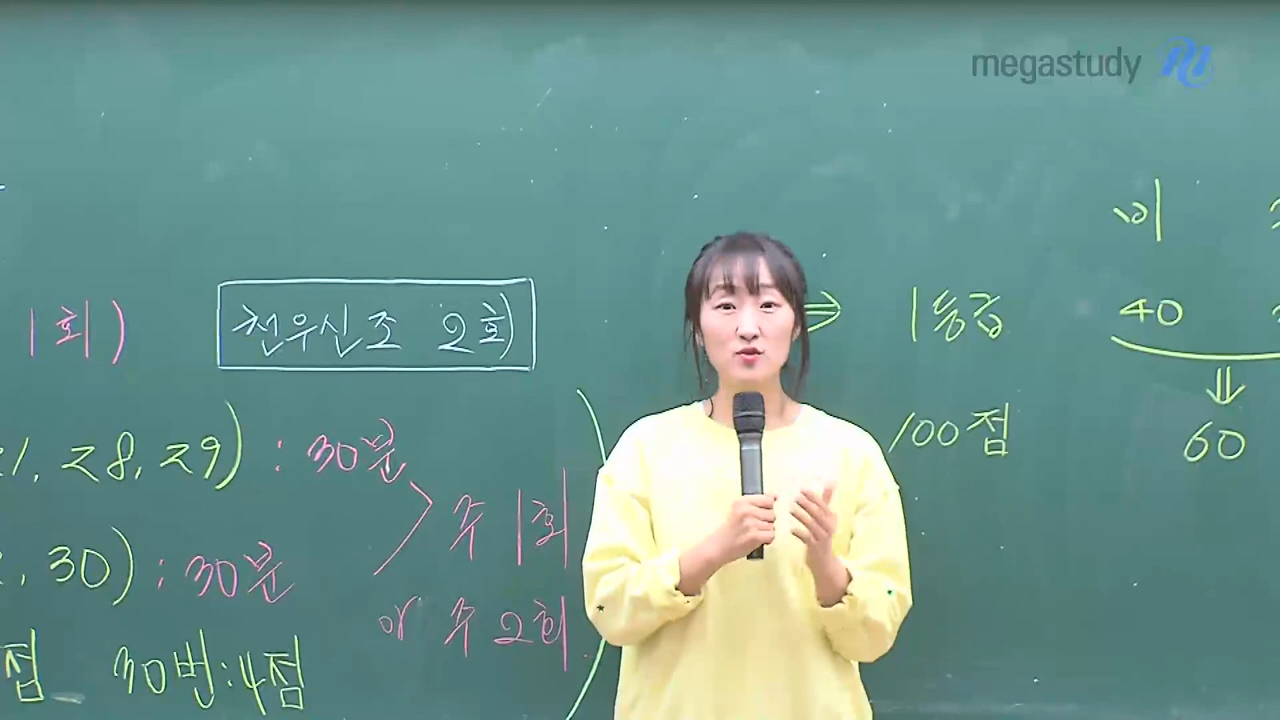 megastudy
미
1회)
천우신조 2회)
⇒ 1등급
40
21, 28, 29) : 30분
> 주 1회
100점
⇓
60
, 30) : 30분
or 주 2회
점 30번:4점